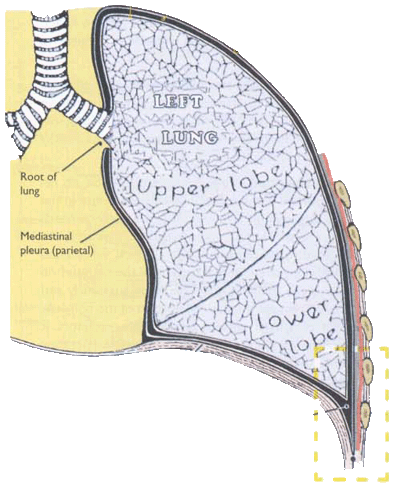 LEFT
LUNG
Upper lobe
Root of
lung
Mediastinal
pleura (parietal)
Lower
lobe